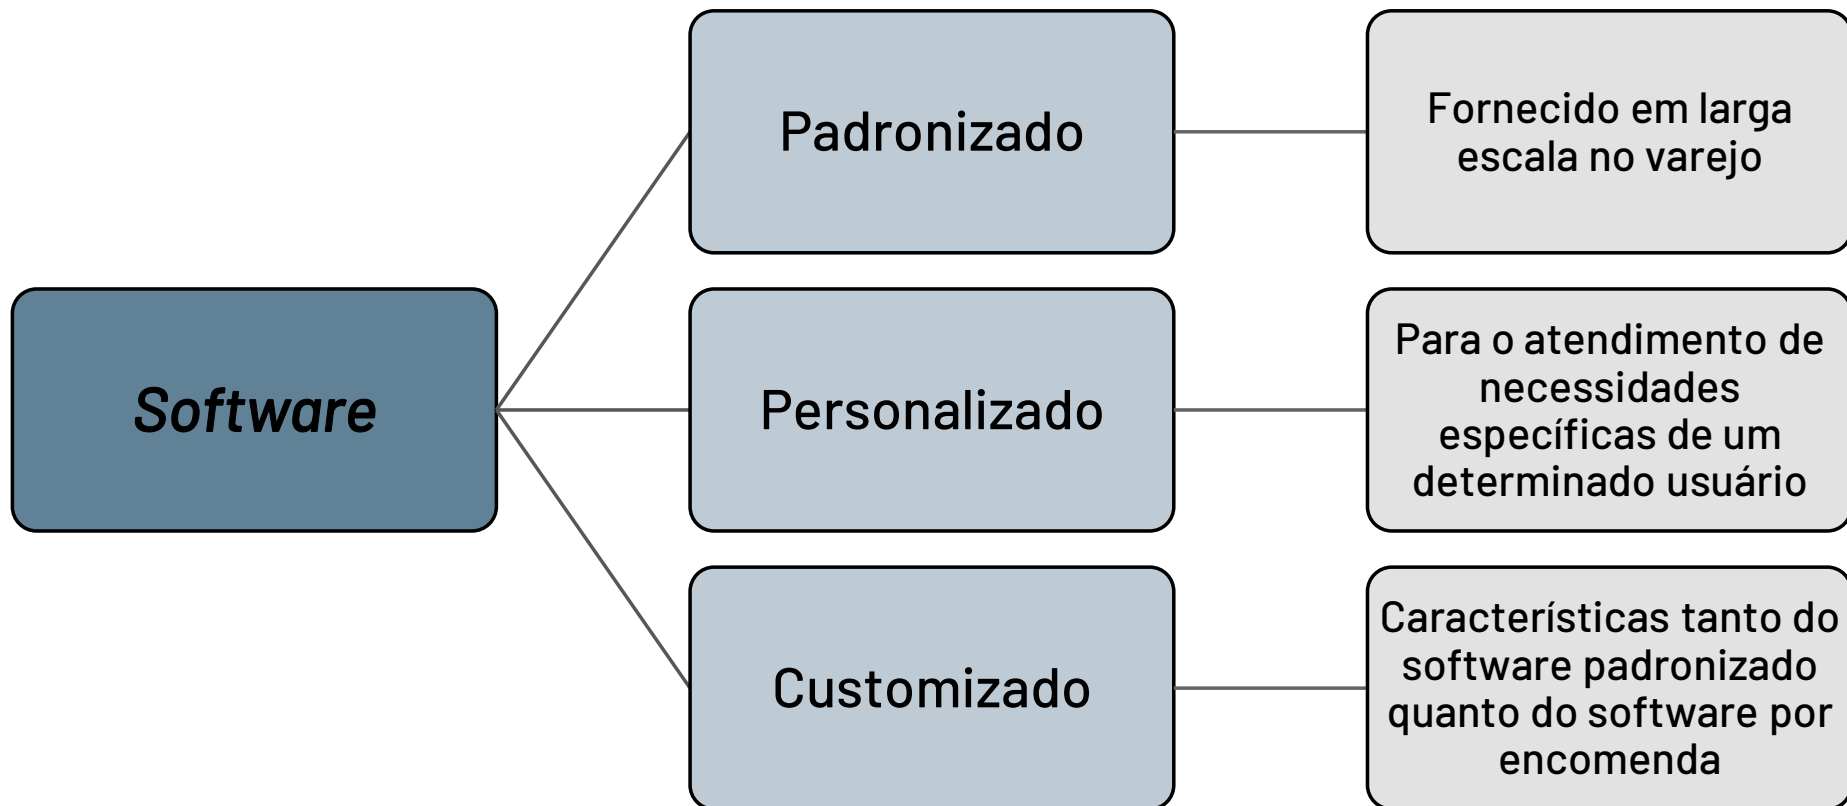 Software
Padronizado
Fornecido em larga
escala no varejo
Personalizado
Para o atendimento de
necessidades
específicas de um
determinado usuário
Customizado
Cararacterísticas tanto do
software padronizado
quanto do software por
encomenda